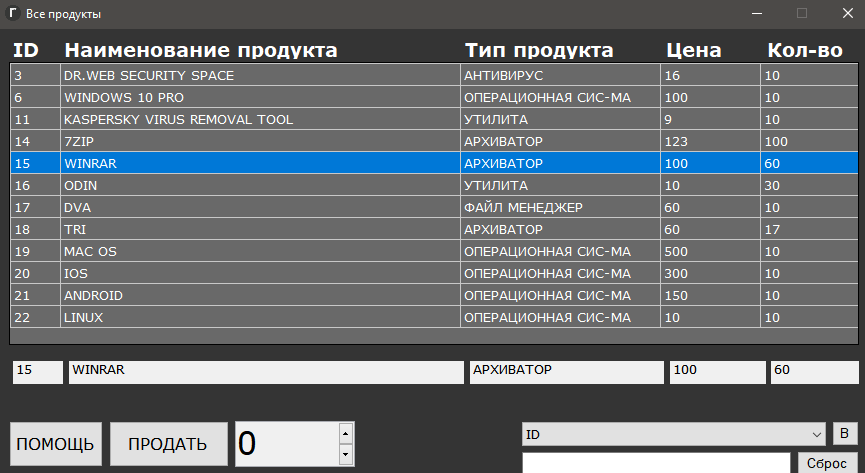 Г Все продукты
ID Наименование продукта Тип продукта Цена Кол-во
3 DR.WEB SECURITY SPACE АНТИВИРУС 16 10
6 WINDOWS 10 PRO ОПЕРАЦИОННАЯ СИС-МА 100 10
11 KASPERSKY VIRUS REMOVAL TOOL УТИЛИТА 9 10
14 7ZIP АРХИВАТОР 123 100
15 WINRAR АРХИВАТОР 100 60
16 ODIN УТИЛИТА 10 30
17 DVA ФАЙЛ МЕНЕДЖЕР 60 10
18 TRI АРХИВАТОР 60 17
19 MAC OS ОПЕРАЦИОННАЯ СИС-МА 500 10
20 IOS ОПЕРАЦИОННАЯ СИС-МА 300 10
21 ANDROID ОПЕРАЦИОННАЯ СИС-МА 150 10
22 LINUX ОПЕРАЦИОННАЯ СИС-МА 10 10
15 WINRAR АРХИВАТОР 100 60
ПОМОЩЬ ПРОДАТЬ 0 ID В
Сброс